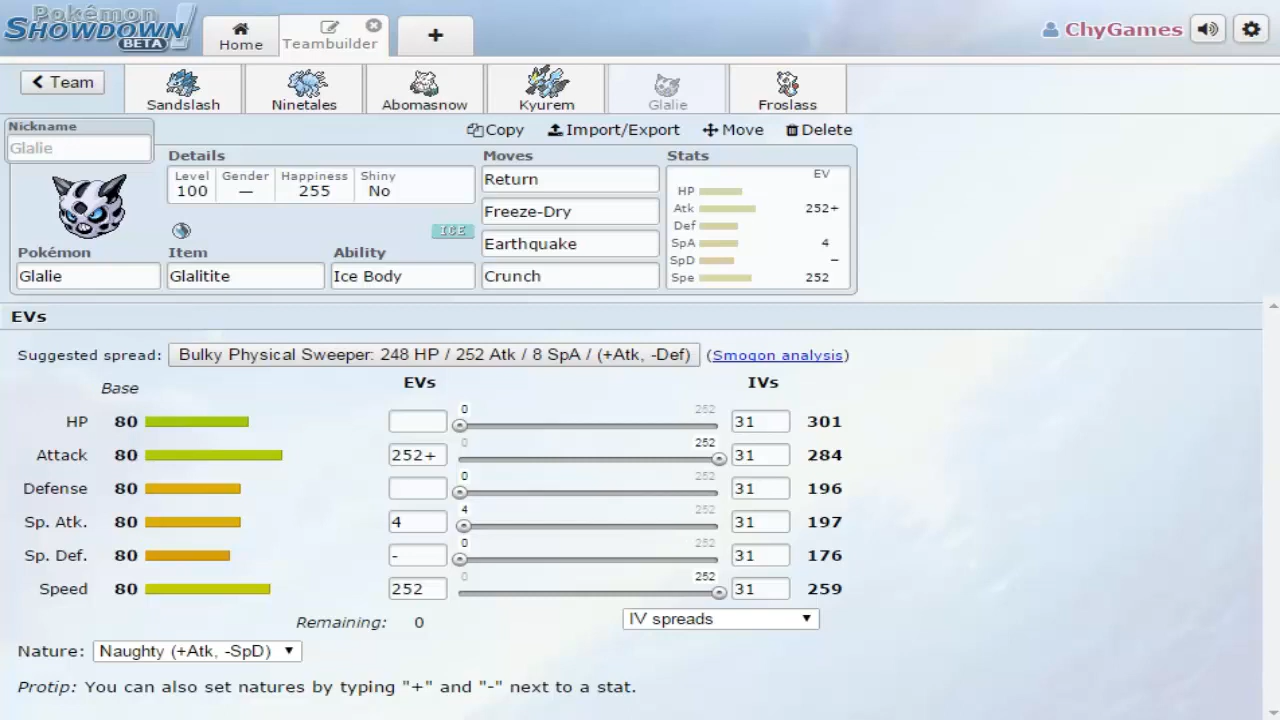 Pokémon
SHOWDOWN!
BETA
Home
Teambuilder
+
ChyGames
Team
Sandslash
Ninetales
Abomasnow
Kyurem
Glalie
Froslass
Nickname
Glalie
Copy
Import/Export
Move
Delete
Details
Level
Gender
Happiness
Shiny
100
—
255
No
ICE
Pokémon
Item
Ability
Glalie
Glalitite
Ice Body
Moves
Return
Freeze-Dry
Earthquake
Crunch
Stats
EV
HP
Atk 252+
Def
SpA 4
SpD −
Spe 252
EVs
Suggested spread: Bulky Physical Sweeper: 248 HP / 252 Atk / 8 SpA / (+Atk, -Def) (Smogon analysis)
Base EVs IVs
HP 80 0 252 31 301
Attack 80 252+ 0 252 31 284
Defense 80 0 252 31 196
Sp. Atk. 80 4 4 252 31 197
Sp. Def. 80 - 0 252 31 176
Speed 80 252 0 252 31 259
Remaining: 0
IV spreads
Nature: Naughty (+Atk, -SpD)
Protip: You can also set natures by typing "+" and "-" next to a stat.